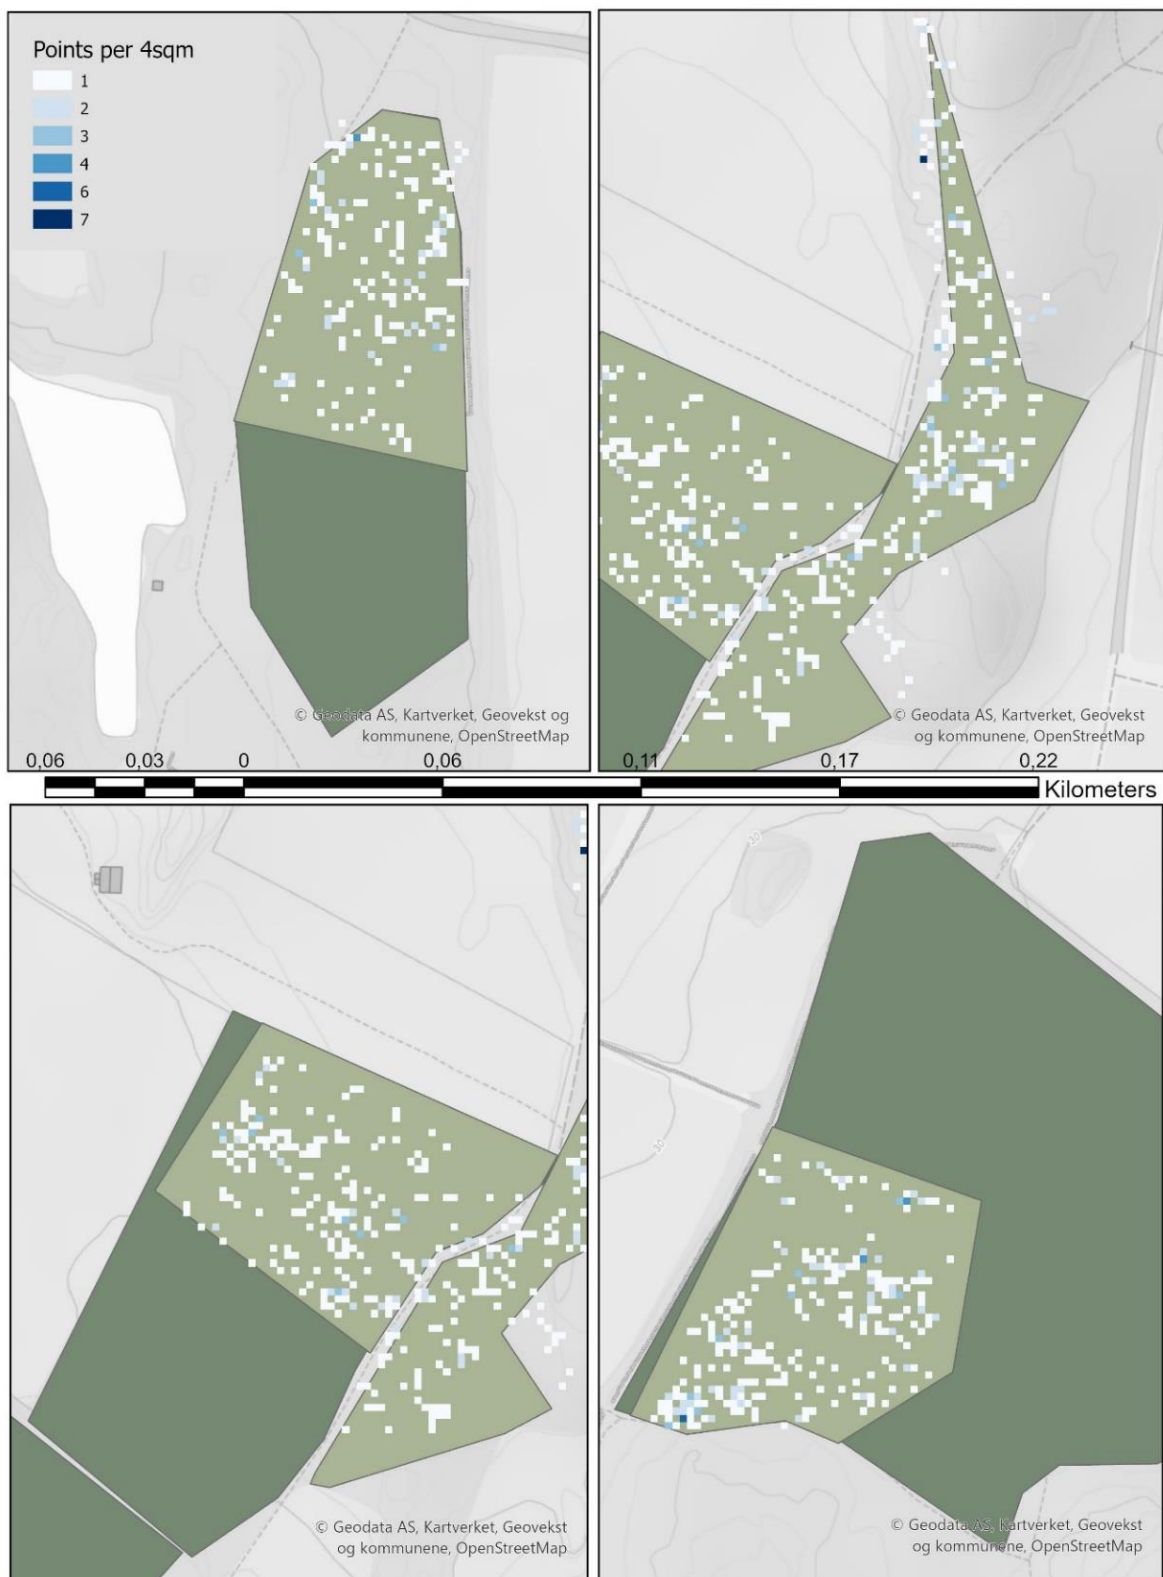 Points per 4sqm
1
2
3
4
6
7
© Geodata AS, Kartverket, Geovekst og
kommunene, OpenStreetMap
© Geodata AS, Kartverket, Geovekst
og kommunene, OpenStreetMap
0,06 0,03 0 0,06 0,11 0,17 0,22
Kilometers
30
30
© Geodata AS, Kartverket, Geovekst
og kommunene, OpenStreetMap
© Geodata AS, Kartverket, Geovekst
og kommunene, OpenStreetMap